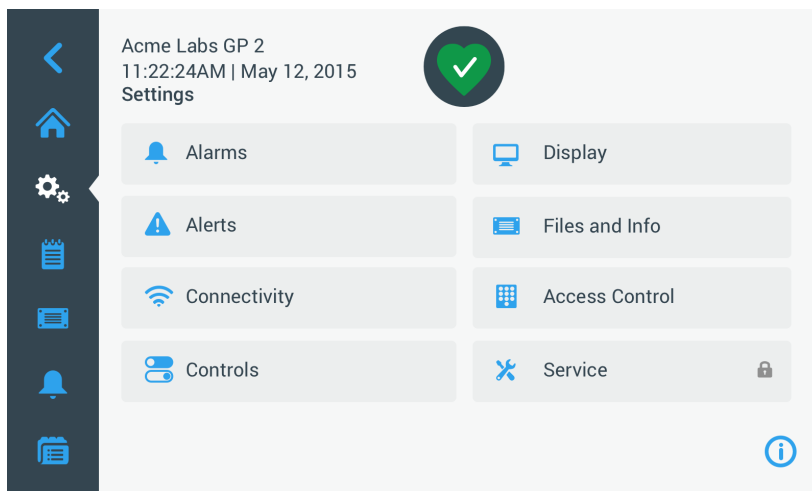 Acme Labs GP 2
11:22:24AM | May 12, 2015
Settings
Alarms
Display
Alerts
Files and Info
Connectivity
Access Control
Controls
Service